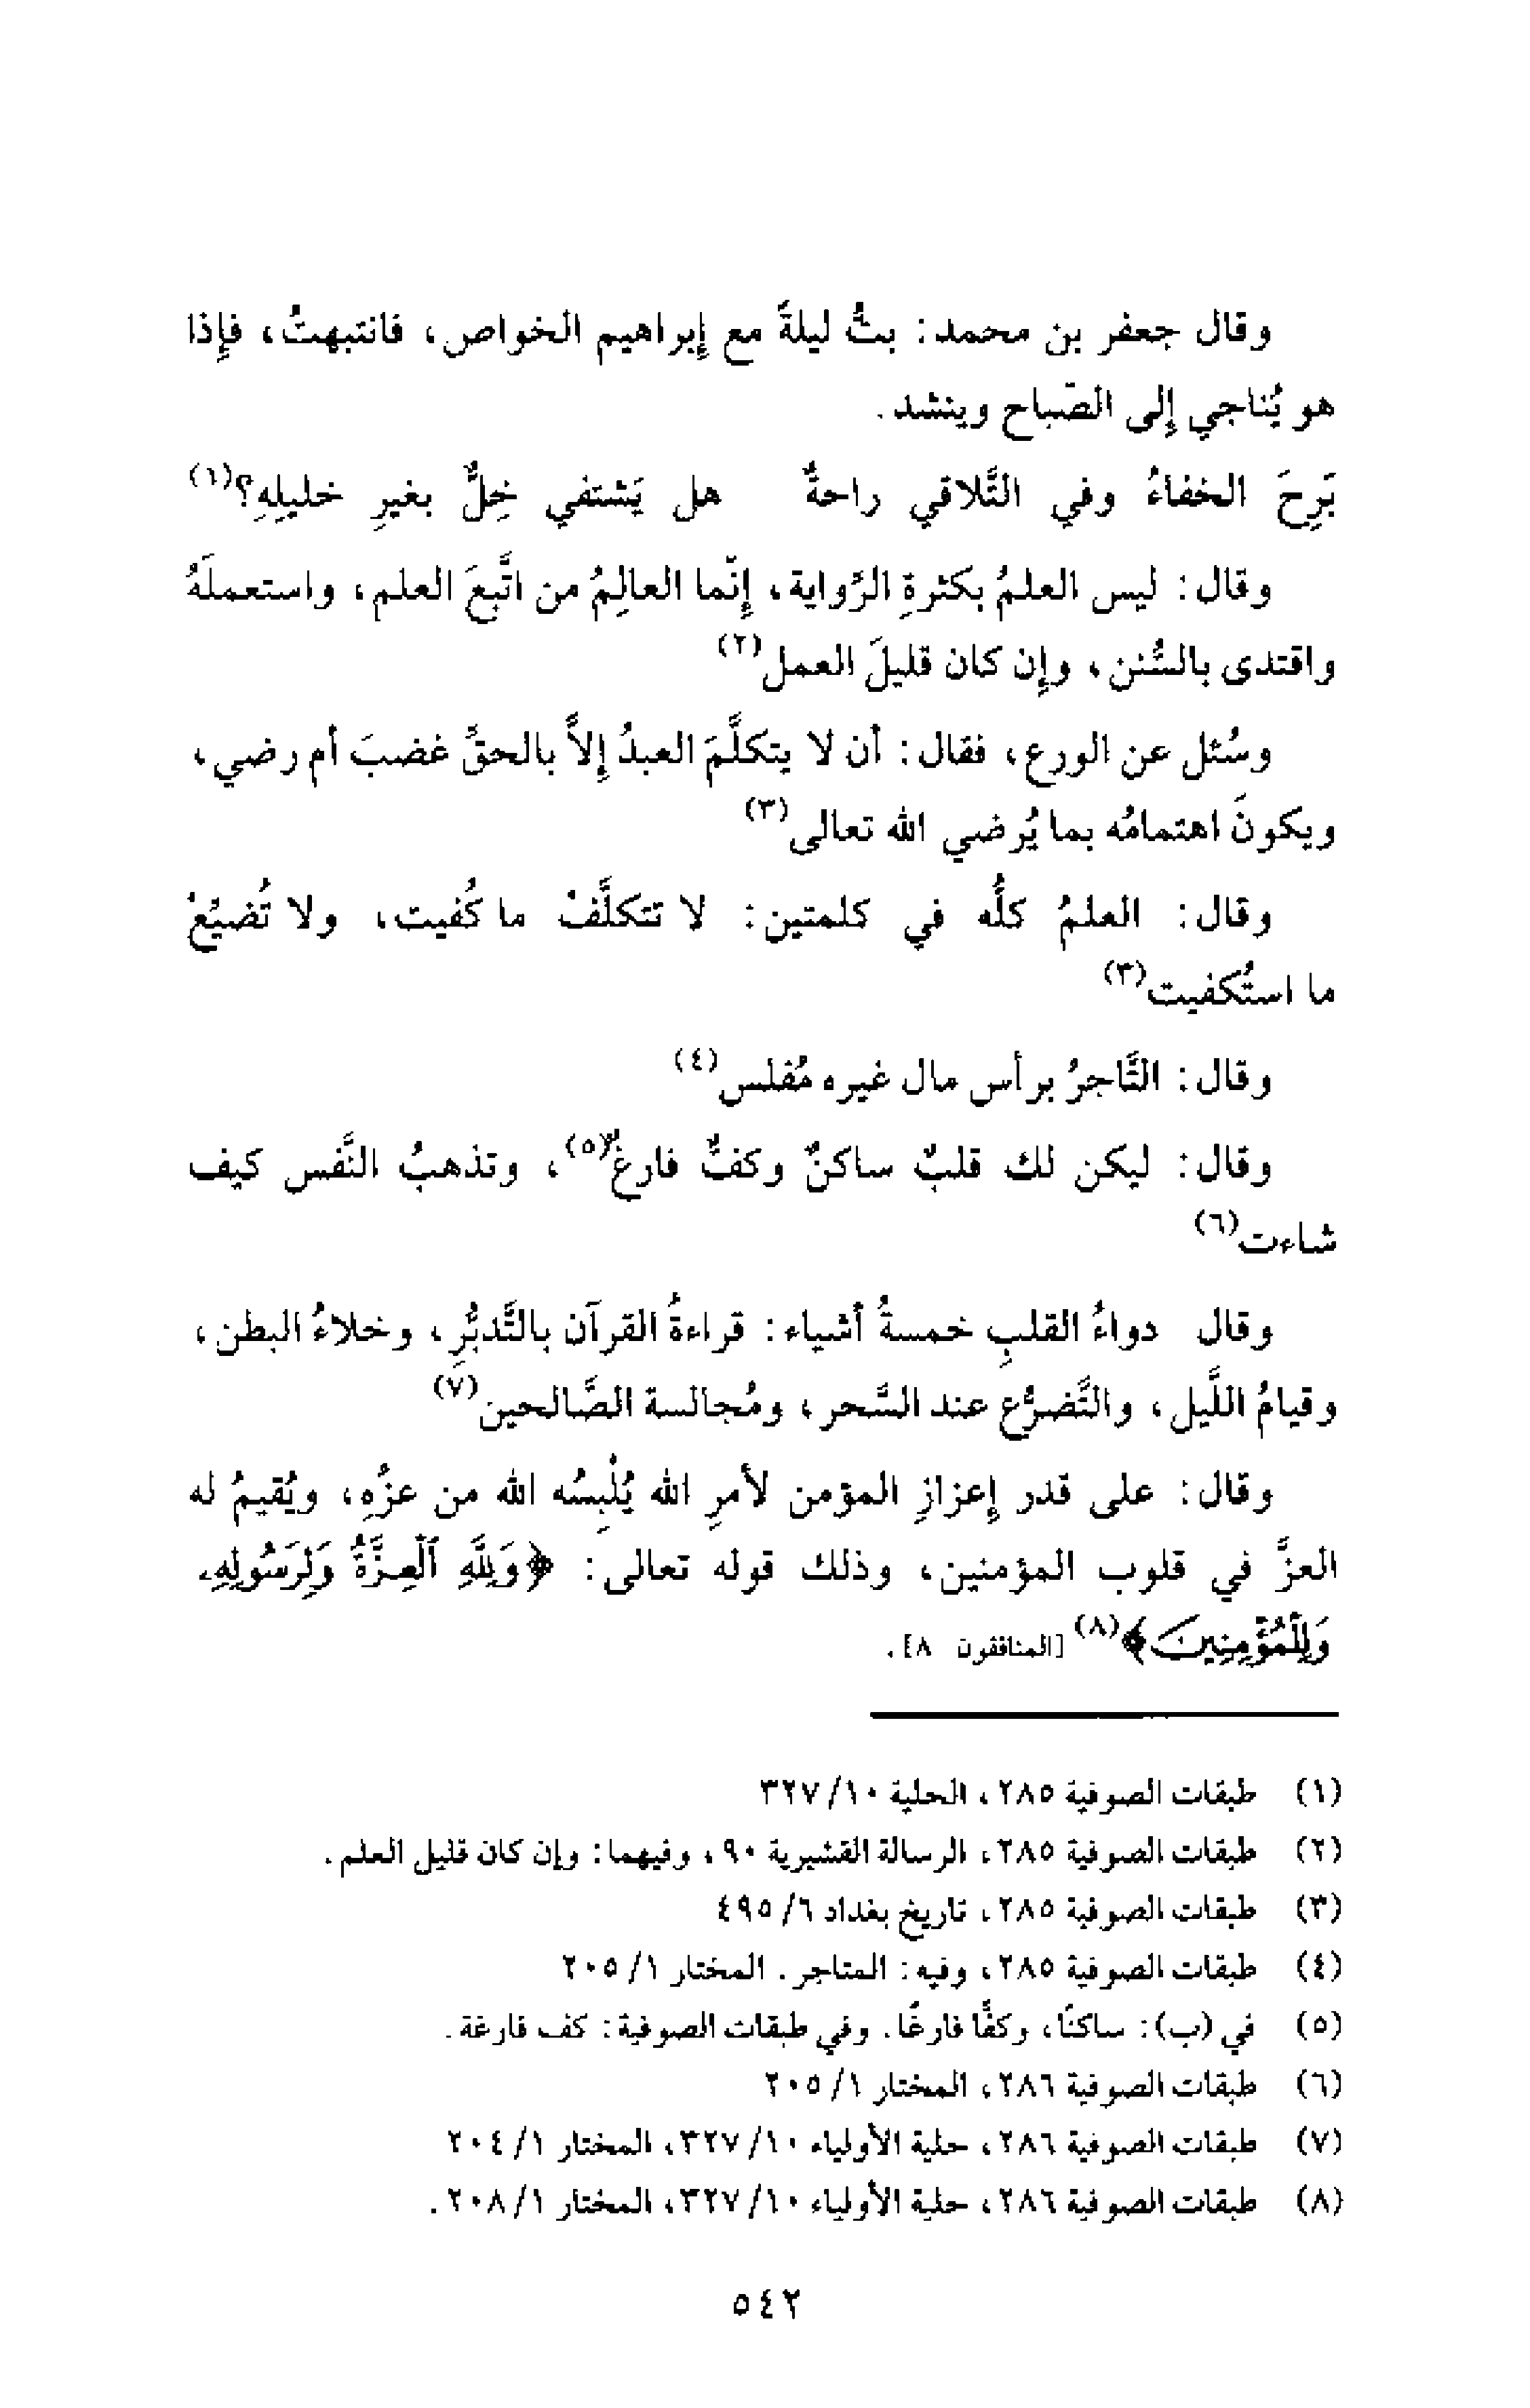 وقال جعفر بن محمد: بتُّ ليلةً مع إبراهيم الخواص، فانتبهتُ، فإذا
هو يُناجي إلى الصّباح وينشد.
بَرِحَ الخفاءُ وفي التَّلاقي راحةٌ هل يَشتفي خِلٌّ بغيرِ خليلِهِ؟(١)
وقال: ليس العلمُ بكثرةِ الرِّواية، إنّما العالِمُ من اتَّبعَ العلم، واستعملَهُ
واقتدى بالسُّنن، وإن كان قليلَ العمل(٢)
وسُئل عن الورع، فقال: أن لا يتكلَّمَ العبدُ إلاَّ بالحقِّ غضبَ أم رضي،
ويكونَ اهتمامُه بما يُرضي الله تعالى(٣)
وقال: العلمُ كلُّه في كلمتين: لا تتكلَّفْ ما كُفيت، ولا تُضيِّعْ
ما استُكفيت(٣)
وقال: التَّاجرُ برأس مال غيره مُفلس(٤)
وقال: ليكن لك قلبٌ ساكنٌ وكفٌّ فارغٌ(٥)، وتذهبُ النَّفس كيف
شاءت(٦)
وقال دواءُ القلبِ خمسةُ أشياء: قراءةُ القرآن بالتَّدبُّرِ، وخلاءُ البطن،
وقيامُ اللَّيل، والتَّضرُّع عند السَّحر، ومُجالسة الصَّالحين(٧)
وقال: على قدر إعزازِ المؤمن لأمرِ الله يُلْبِسُه الله من عزِّهِ، ويُقيمُ له
العزَّ في قلوب المؤمنين، وذلك قوله تعالى: ﴿وَلِلَّهِ ٱلْعِزَّةُ وَلِرَسُولِهِۦ
وَلِلْمُؤْمِنِينَ﴾(٨) [المنافقون ٨].
(١) طبقات الصوفية ٢٨٥، الحلية ١٠/ ٣٢٧
(٢) طبقات الصوفية ٢٨٥، الرسالة القشيرية ٩٠، وفيهما: وإن كان قليل العلم.
(٣) طبقات الصوفية ٢٨٥، تاريخ بغداد ٦/ ٤٩٥
(٤) طبقات الصوفية ٢٨٥، وفيه: المتاجر. المختار ١/ ٢٠٥
(٥) في (ب): ساكنًا، وكفًّا فارغًا. وفي طبقات الصوفية: كف فارغة.
(٦) طبقات الصوفية ٢٨٦، المختار ١/ ٢٠٥
(٧) طبقات الصوفية ٢٨٦، حلية الأولياء ١٠/ ٣٢٧، المختار ١/ ٢٠٤
(٨) طبقات الصوفية ٢٨٦، حلية الأولياء ١٠/ ٣٢٧، المختار ١/ ٢٠٨.
٥٤٢